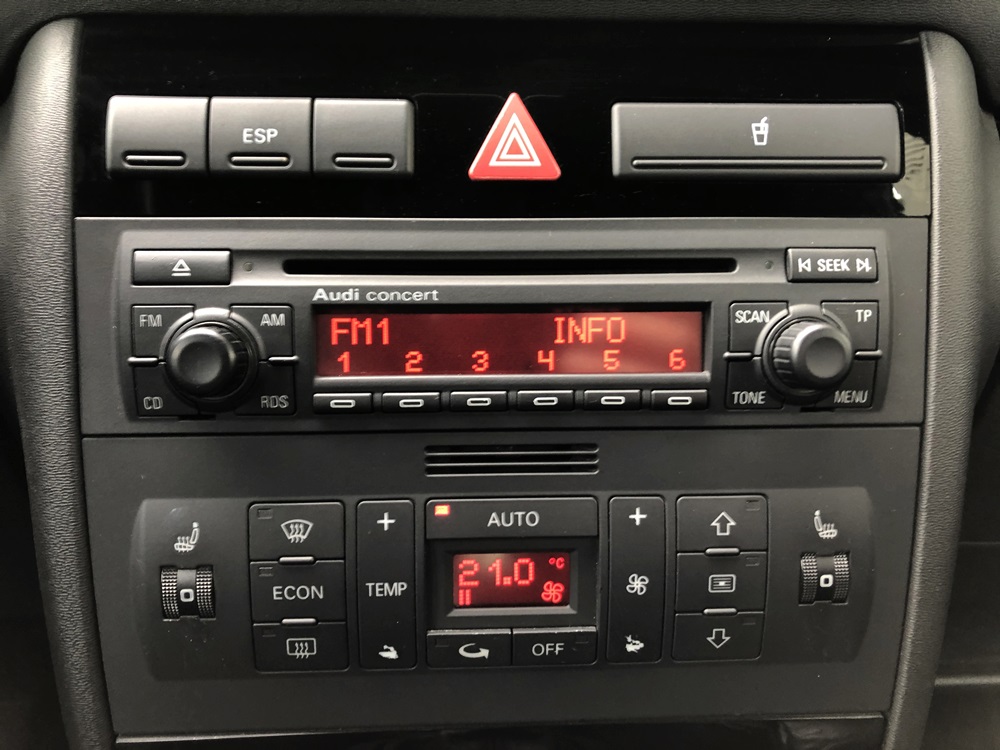 ESP
SEEK
Audi concert
FM AM
FM1 INFO
SCAN TP
1 2 3 4 5 6
CD RDS
TONE MENU
+ AUTO +
21.0 °C
ECON TEMP
OFF